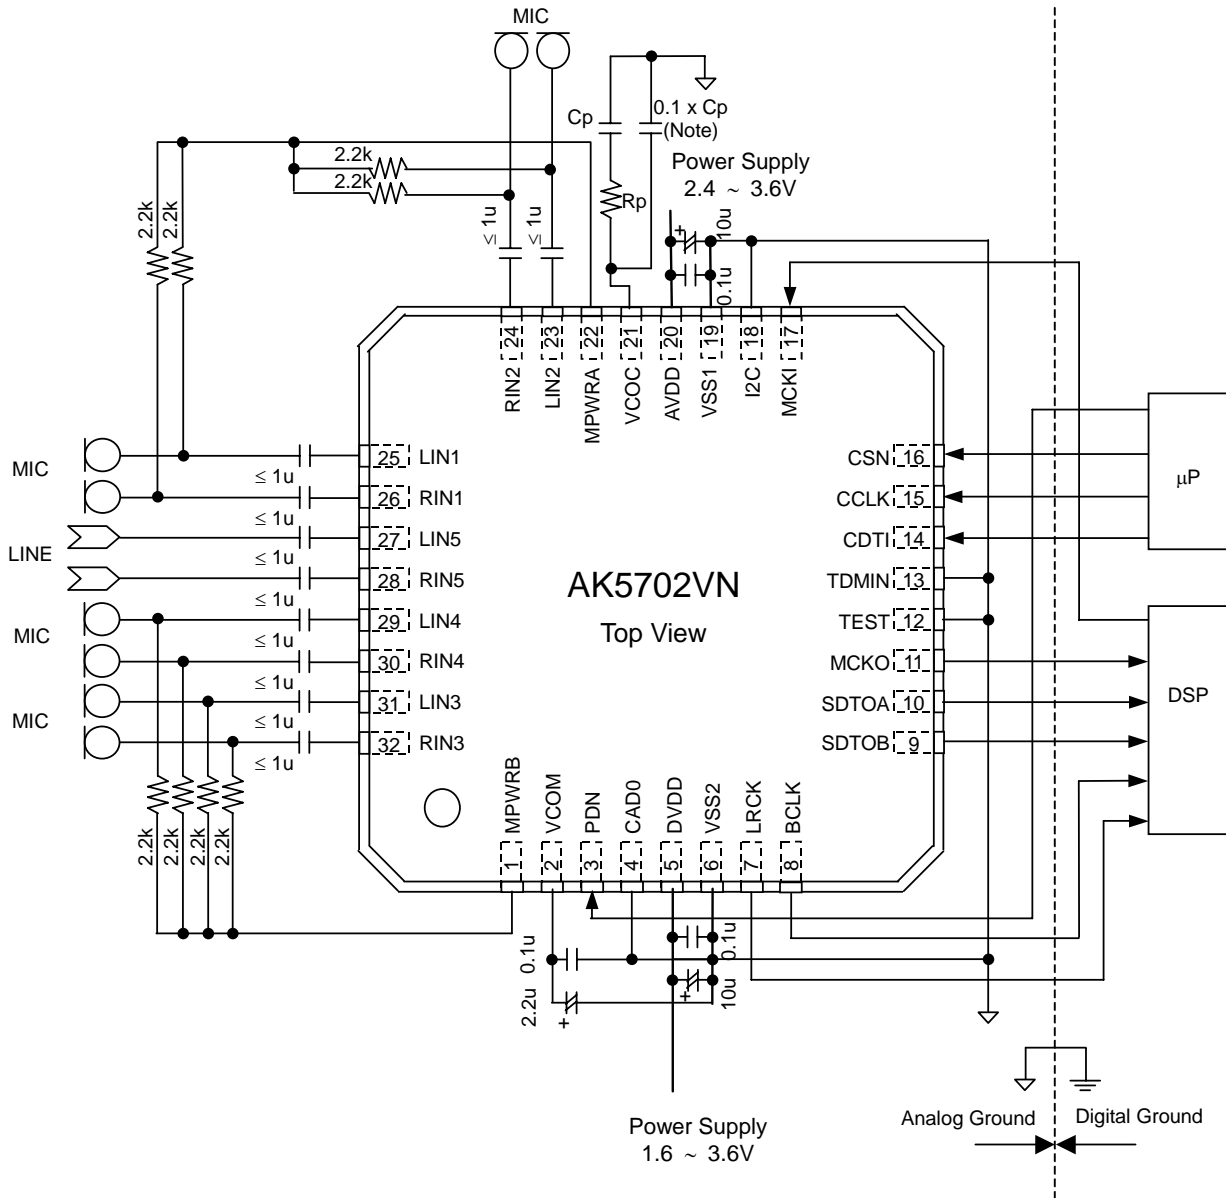 MIC
Cp
0.1 x Cp
(Note)
2.2k
2.2k
Power Supply
2.4 ~ 3.6V
Rp
2.2k
2.2k
≤ 1u
≤ 1u
+
10u
0.1u
24
23
22
21
20
19
18
17
RIN2
LIN2
MPWRA
VCOC
AVDD
VSS1
I2C
MCKI
MIC
LINE
MIC
MIC
≤ 1u
≤ 1u
≤ 1u
≤ 1u
≤ 1u
≤ 1u
≤ 1u
≤ 1u
25 LIN1
26 RIN1
27 LIN5
28 RIN5
29 LIN4
30 RIN4
31 LIN3
32 RIN3
AK5702VN
Top View
CSN 16
CCLK 15
CDTI 14
TDMIN 13
TEST 12
MCKO 11
SDTOA 10
SDTOB 9
μP
DSP
MPWRB
VCOM
PDN
CAD0
DVDD
VSS2
LRCK
BCLK
1
2
3
4
5
6
7
8
2.2k
2.2k
2.2k
2.2k
0.1u
2.2u
+
0.1u
10u
+
Power Supply
1.6 ~ 3.6V
Analog Ground
Digital Ground